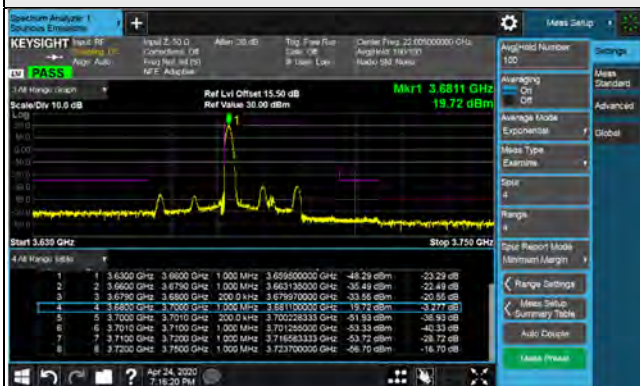 Spectrum Analyzer 1
Spurious Emissions
+
Meas Setup
KEYSIGHT
Input: RF
Coupling: DC
Align: Auto
Input Z: 50 Ω
Corrections: Off
Freq Ref: Int (S)
NFE: Adaptive
Atten: 30 dB
Trig: Free Run
Gate: Off
IF Gain: Low
Center Freq: 22.005000000 GHz
Avg|Hold: 100/100
Radio Std: None
LM PASS
3 All Range Graph
Scale/Div 10.0 dB
Log
Ref Lvl Offset 15.50 dB
Ref Value 30.00 dBm
Mkr1 3.6811 G
19.72 dBm
1
Start 3.639 GHz
Stop 3.750 GHz
4 All Range Table
1 1 3.6300 GHz 3.6600 GHz 1.000 MHz 3.659500000 GHz -48.29 dBm -23.29 dB
2 2 3.6600 GHz 3.6790 GHz 1.000 MHz 3.663135000 GHz -35.49 dBm -22.49 dB
3 3 3.6790 GHz 3.6800 GHz 200.0 kHz 3.679970000 GHz -33.55 dBm -20.55 dB
4 4 3.6800 GHz 3.7000 GHz 1.000 MHz 3.681100000 GHz 19.72 dBm -3.277 dB
5 5 3.7000 GHz 3.7010 GHz 200.0 kHz 3.700228333 GHz -51.93 dBm -38.93 dB
6 6 3.7010 GHz 3.7100 GHz 1.000 MHz 3.701255000 GHz -53.33 dBm -40.33 dB
7 7 3.7100 GHz 3.7200 GHz 1.000 MHz 3.716583333 GHz -53.72 dBm -28.72 dB
8 8 3.7200 GHz 3.7500 GHz 1.000 MHz 3.723700000 GHz -56.70 dBm -16.70 dB
Avg|Hold Number
100
Averaging
On
Off
Average Mode
Exponential
Meas Type
Examine
Spur
4
Range
4
Spur Report Mode
Minimum Margin
Range Settings
Meas Setup
Summary Table
Auto Couple
Meas Preset
Settings
Meas
Standard
Advanced
Global
?
Apr 24, 2020
7:16:20 PM